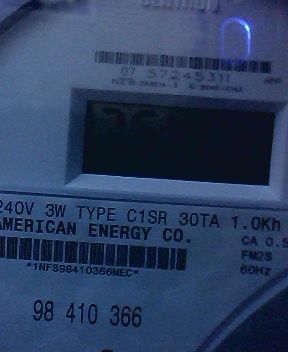 CENTRON
07 57245311
240V 3W TYPE C1SR 30TA 1.0Kh
AMERICAN ENERGY CO.
CA 0.5
FM2S
60Hz
*1NFS98410366MEC*
98 410 366